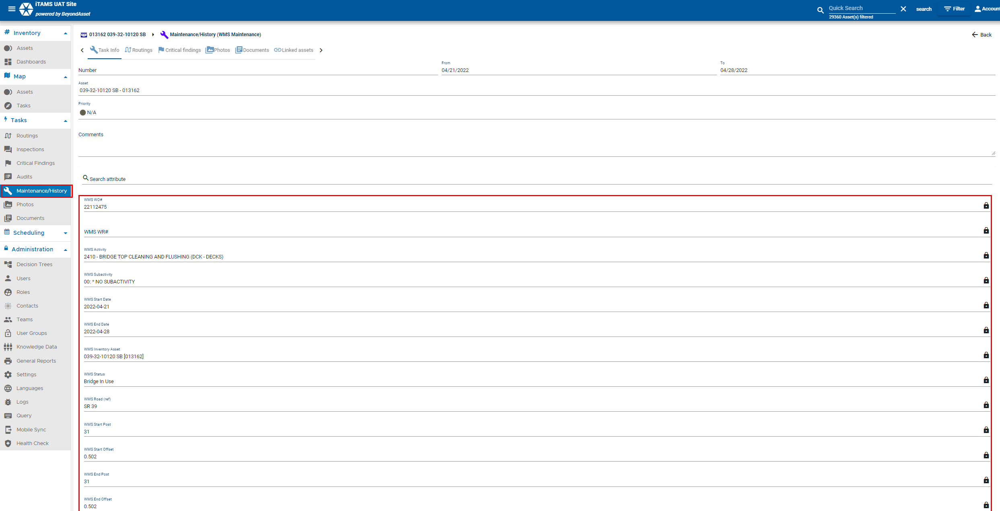 iTAMS UAT Site
powered by BeyondAsset
Quick Search
29360 Asset(s) filtered
search
Filter
Accoun
Inventory
Assets
Dashboards
Map
Assets
Tasks
Tasks
Routings
Inspections
Critical Findings
Audits
Maintenance/History
Photos
Documents
Scheduling
Administration
Decision Trees
Users
Roles
Contacts
Teams
User Groups
Knowledge Data
General Reports
Settings
Languages
Logs
Query
Mobile Sync
Health Check
013162 039-32-10120 SB
Maintenance/History (WMS Maintenance)
Back
Task Info
Routings
Critical findings
Photos
Documents
Linked assets
Number
From
04/21/2022
To
04/28/2022
Asset
039-32-10120 SB - 013162
Priority
N/A
Comments
Search attribute
WMS WO#
22112475
WMS WR#
WMS Activity
2410 - BRIDGE TOP CLEANING AND FLUSHING (DCK - DECKS)
WMS Subactivity
00: * NO SUBACTIVITY
WMS Start Date
2022-04-21
WMS End Date
2022-04-28
WMS Inventory Asset
039-32-10120 SB [013162]
WMS Status
Bridge In Use
WMS Road (ref)
SR 39
WMS Start Post
31
WMS Start Offset
0.502
WMS End Post
31
WMS End Offset
0.502